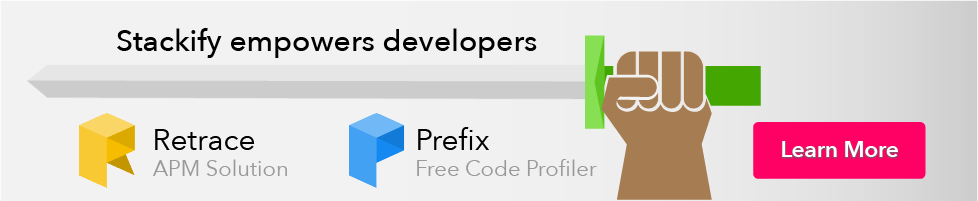 Stackify empowers developers
Retrace
APM Solution
Prefix
Free Code Profiler
Learn More